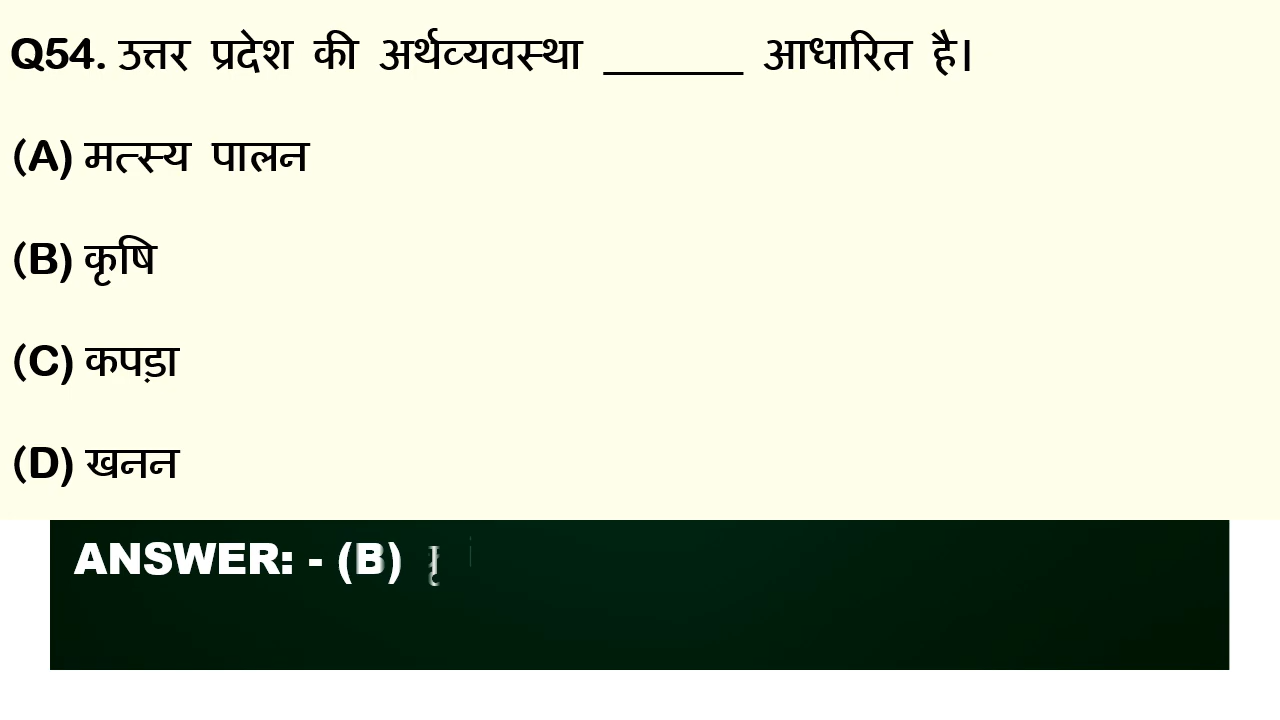 Q54. उत्तर प्रदेश की अर्थव्यवस्था ______ आधारित है।
(A) मत्स्य पालन
(B) कृषि
(C) कपड़ा
(D) खनन
ANSWER: - (B)